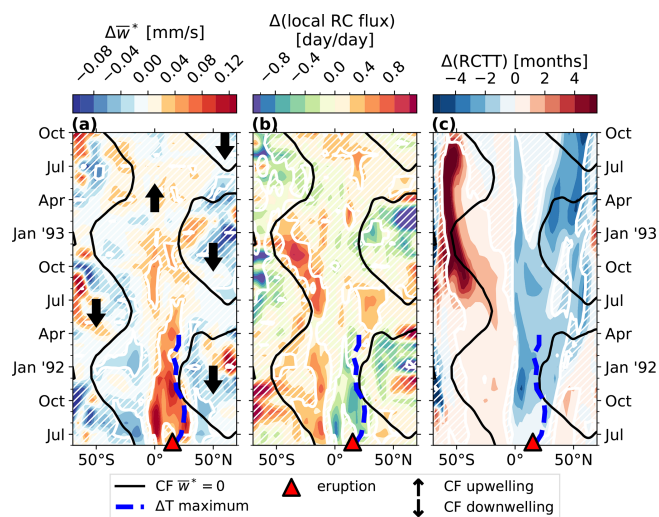 Δw̅* [mm/s]
Δ(local RC flux)
[day/day]
Δ(RCTT) [months]
−0.08 −0.04 0.00 0.04 0.08 0.12
−0.8 −0.4 0.0 0.4 0.8
−4 −2 0 2 4
(a) (b) (c)
Oct Oct
Jul Jul
Apr Apr
Jan '93 Jan '93
Oct Oct
Jul Jul
Apr Apr
Jan '92 Jan '92
Oct Oct
Jul Jul
50°S 0° 50°N 50°S 0° 50°N 50°S 0° 50°N
CF w̅* = 0 eruption CF upwelling
ΔT maximum CF downwelling